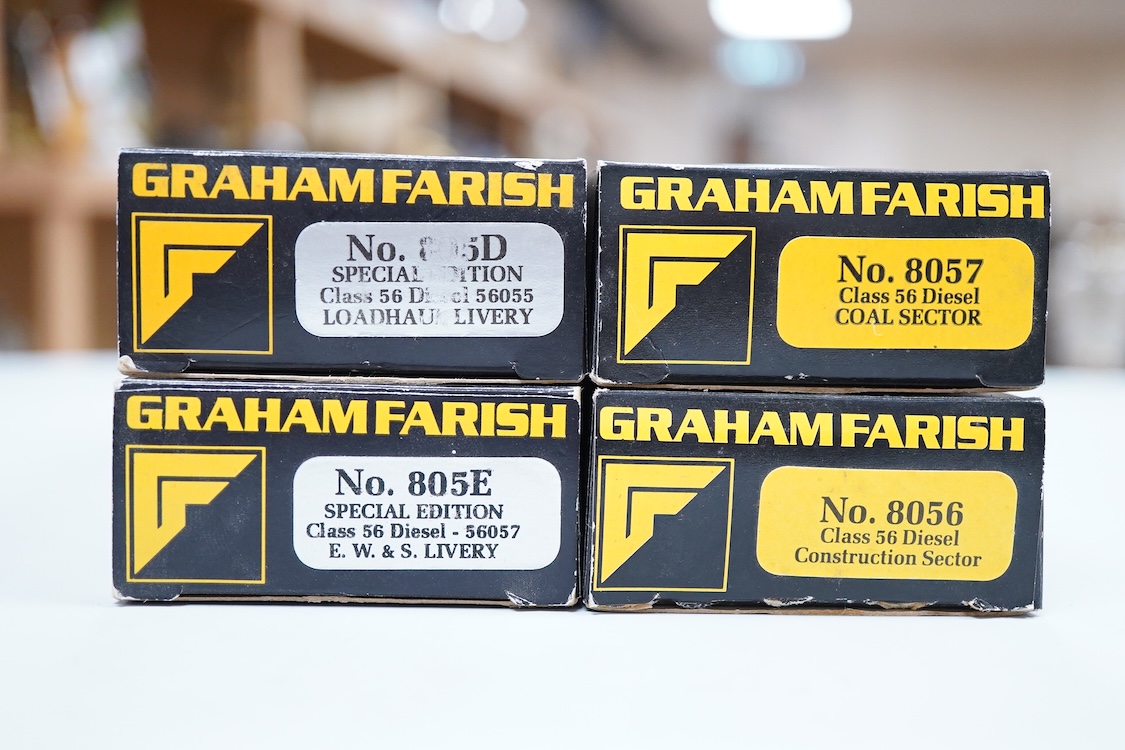 GRAHAM FARISH
No. 805D
SPECIAL EDITION
Class 56 Diesel 56055
LOADHAUL LIVERY
GRAHAM FARISH
No. 8057
Class 56 Diesel
COAL SECTOR
GRAHAM FARISH
No. 805E
SPECIAL EDITION
Class 56 Diesel - 56057
E. W. & S. LIVERY
GRAHAM FARISH
No. 8056
Class 56 Diesel
Construction Sector